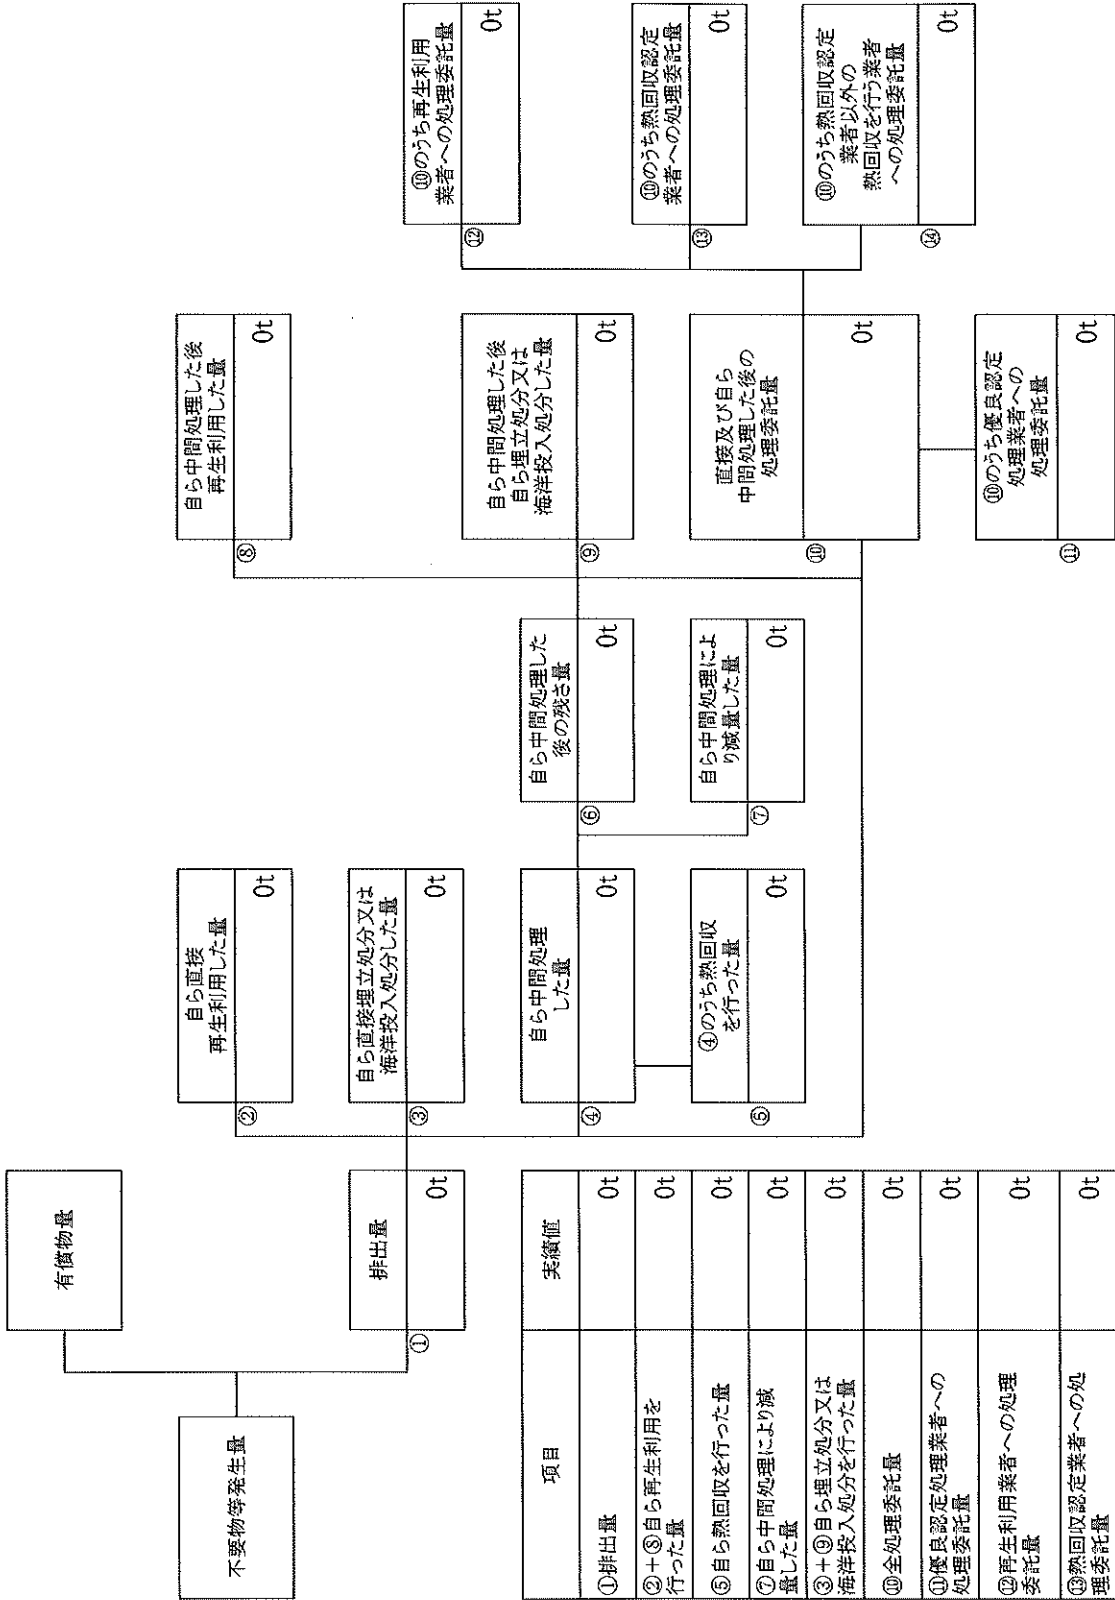 不要物等発生量
有償物量
①
排出量
0t
②
自ら直接
再生利用した量
0t
③
自ら直接埋立処分又は
海洋投入処分した量
0t
④
自ら中間処理
した量
0t
⑤
④のうち熱回収
を行った量
0t
⑥
自ら中間処理した
後の残さ量
0t
⑦
自ら中間処理によ
り減量した量
0t
⑧
自ら中間処理した後
再生利用した量
0t
⑨
自ら中間処理した後
自ら埋立処分又は
海洋投入処分した量
0t
⑩
直接及び自ら
中間処理した後の
処理委託量
0t
⑪
⑩のうち優良認定
処理業者への
処理委託量
0t
⑫
⑩のうち再生利用
業者への処理委託量
0t
⑬
⑩のうち熱回収認定
業者への処理委託量
0t
⑭
⑩のうち熱回収認定
業者以外の
熱回収を行う業者
への処理委託量
0t
項目 実績値
①排出量 0t
②+⑧自ら再生利用を
行った量 0t
⑤自ら熱回収を行った量 0t
⑦自ら中間処理により減
量した量 0t
③+⑨自ら埋立処分又は
海洋投入処分を行った量 0t
⑩全処理委託量 0t
⑪優良認定処理業者への
処理委託量 0t
⑫再生利用業者への処理
委託量 0t
⑬熱回収認定業者への処
理委託量 0t